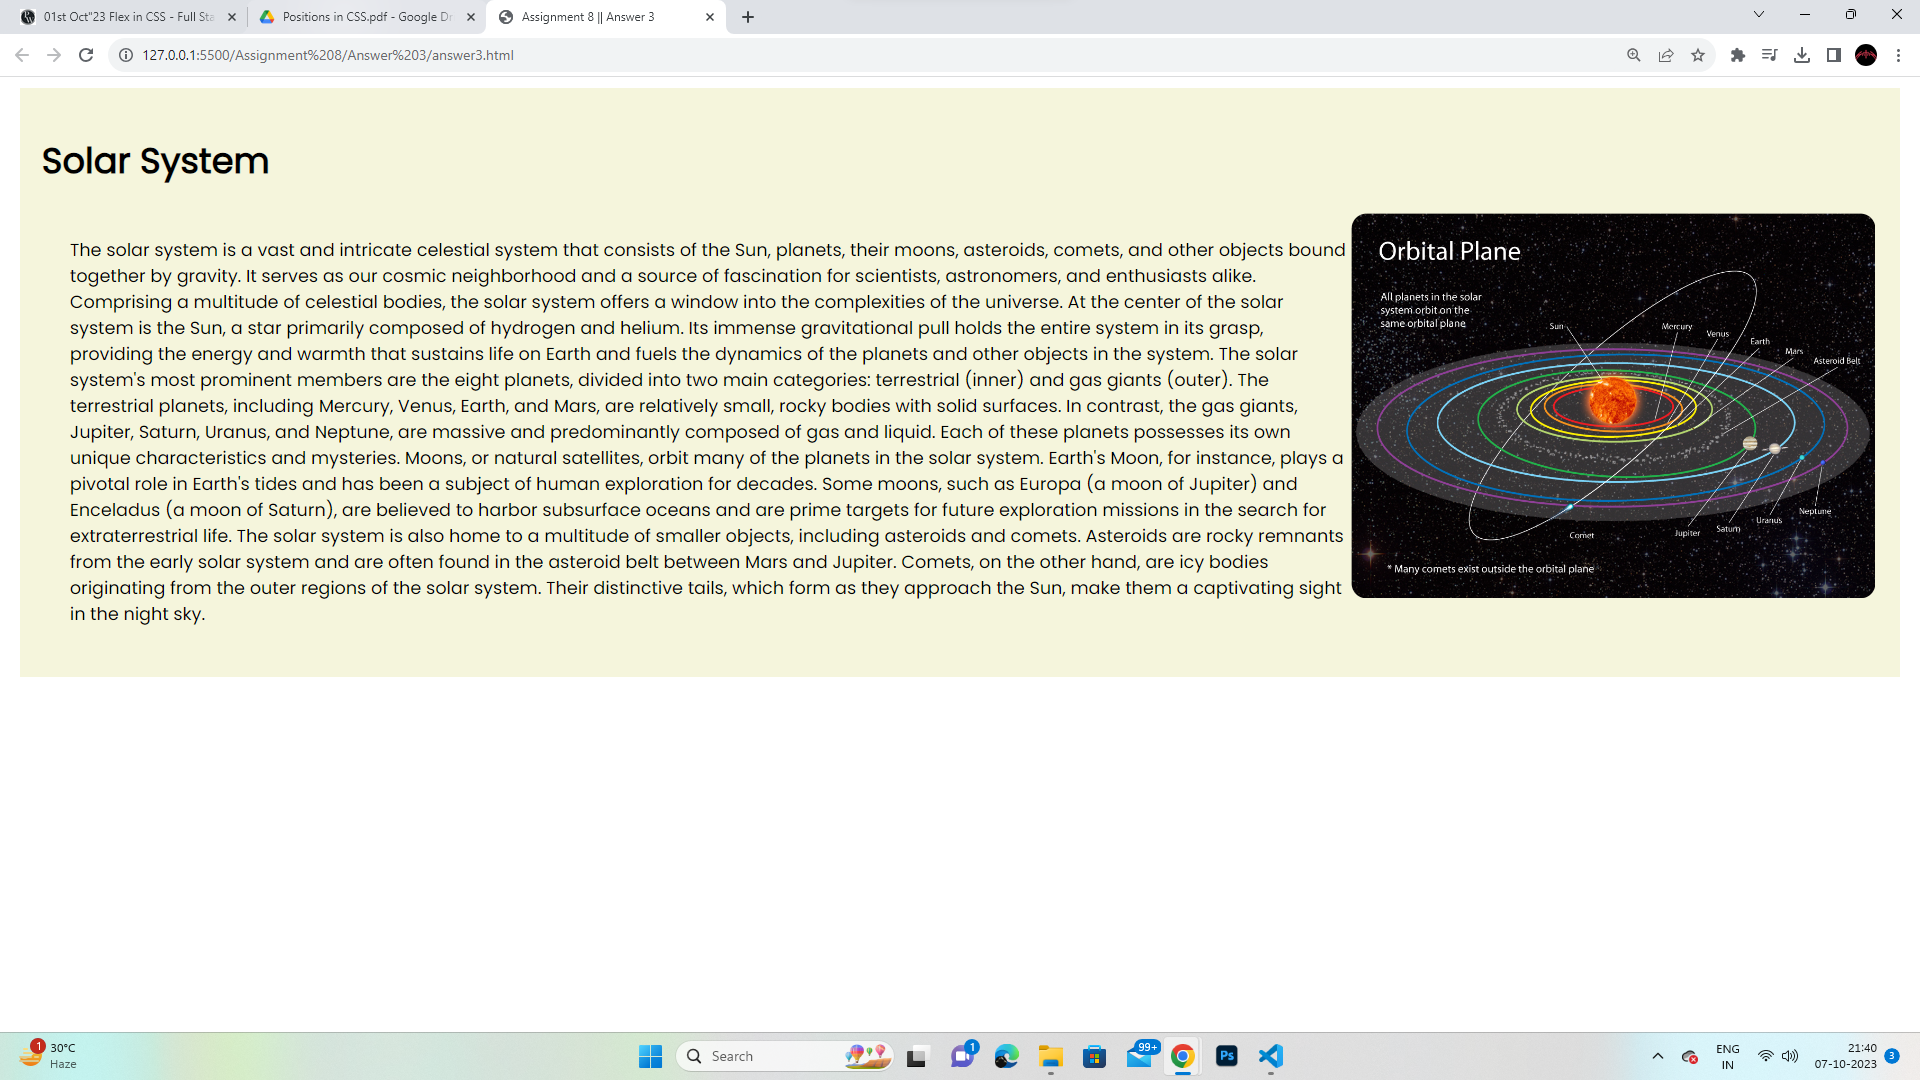 01st Oct"23 Flex in CSS - Full Sta
Positions in CSS.pdf - Google Dr
Assignment 8 || Answer 3
127.0.0.1:5500/Assignment%208/Answer%203/answer3.html
Solar System
The solar system is a vast and intricate celestial system that consists of the Sun, planets, their moons, asteroids, comets, and other objects bound
together by gravity. It serves as our cosmic neighborhood and a source of fascination for scientists, astronomers, and enthusiasts alike.
Comprising a multitude of celestial bodies, the solar system offers a window into the complexities of the universe. At the center of the solar
system is the Sun, a star primarily composed of hydrogen and helium. Its immense gravitational pull holds the entire system in its grasp,
providing the energy and warmth that sustains life on Earth and fuels the dynamics of the planets and other objects in the system. The solar
system's most prominent members are the eight planets, divided into two main categories: terrestrial (inner) and gas giants (outer). The
terrestrial planets, including Mercury, Venus, Earth, and Mars, are relatively small, rocky bodies with solid surfaces. In contrast, the gas giants,
Jupiter, Saturn, Uranus, and Neptune, are massive and predominantly composed of gas and liquid. Each of these planets possesses its own
unique characteristics and mysteries. Moons, or natural satellites, orbit many of the planets in the solar system. Earth's Moon, for instance, plays a
pivotal role in Earth's tides and has been a subject of human exploration for decades. Some moons, such as Europa (a moon of Jupiter) and
Enceladus (a moon of Saturn), are believed to harbor subsurface oceans and are prime targets for future exploration missions in the search for
extraterrestrial life. The solar system is also home to a multitude of smaller objects, including asteroids and comets. Asteroids are rocky remnants
from the early solar system and are often found in the asteroid belt between Mars and Jupiter. Comets, on the other hand, are icy bodies
originating from the outer regions of the solar system. Their distinctive tails, which form as they approach the Sun, make them a captivating sight
in the night sky.
Orbital Plane
All planets in the solar
system orbit on the
same orbital plane
Sun
Mercury
Venus
Earth
Mars
Asteroid Belt
Neptune
Uranus
Saturn
Jupiter
Comet
* Many comets exist outside the orbital plane
1
30°C
Haze
Search
1
99+
Ps
ENG
IN
21:40
07-10-2023
3